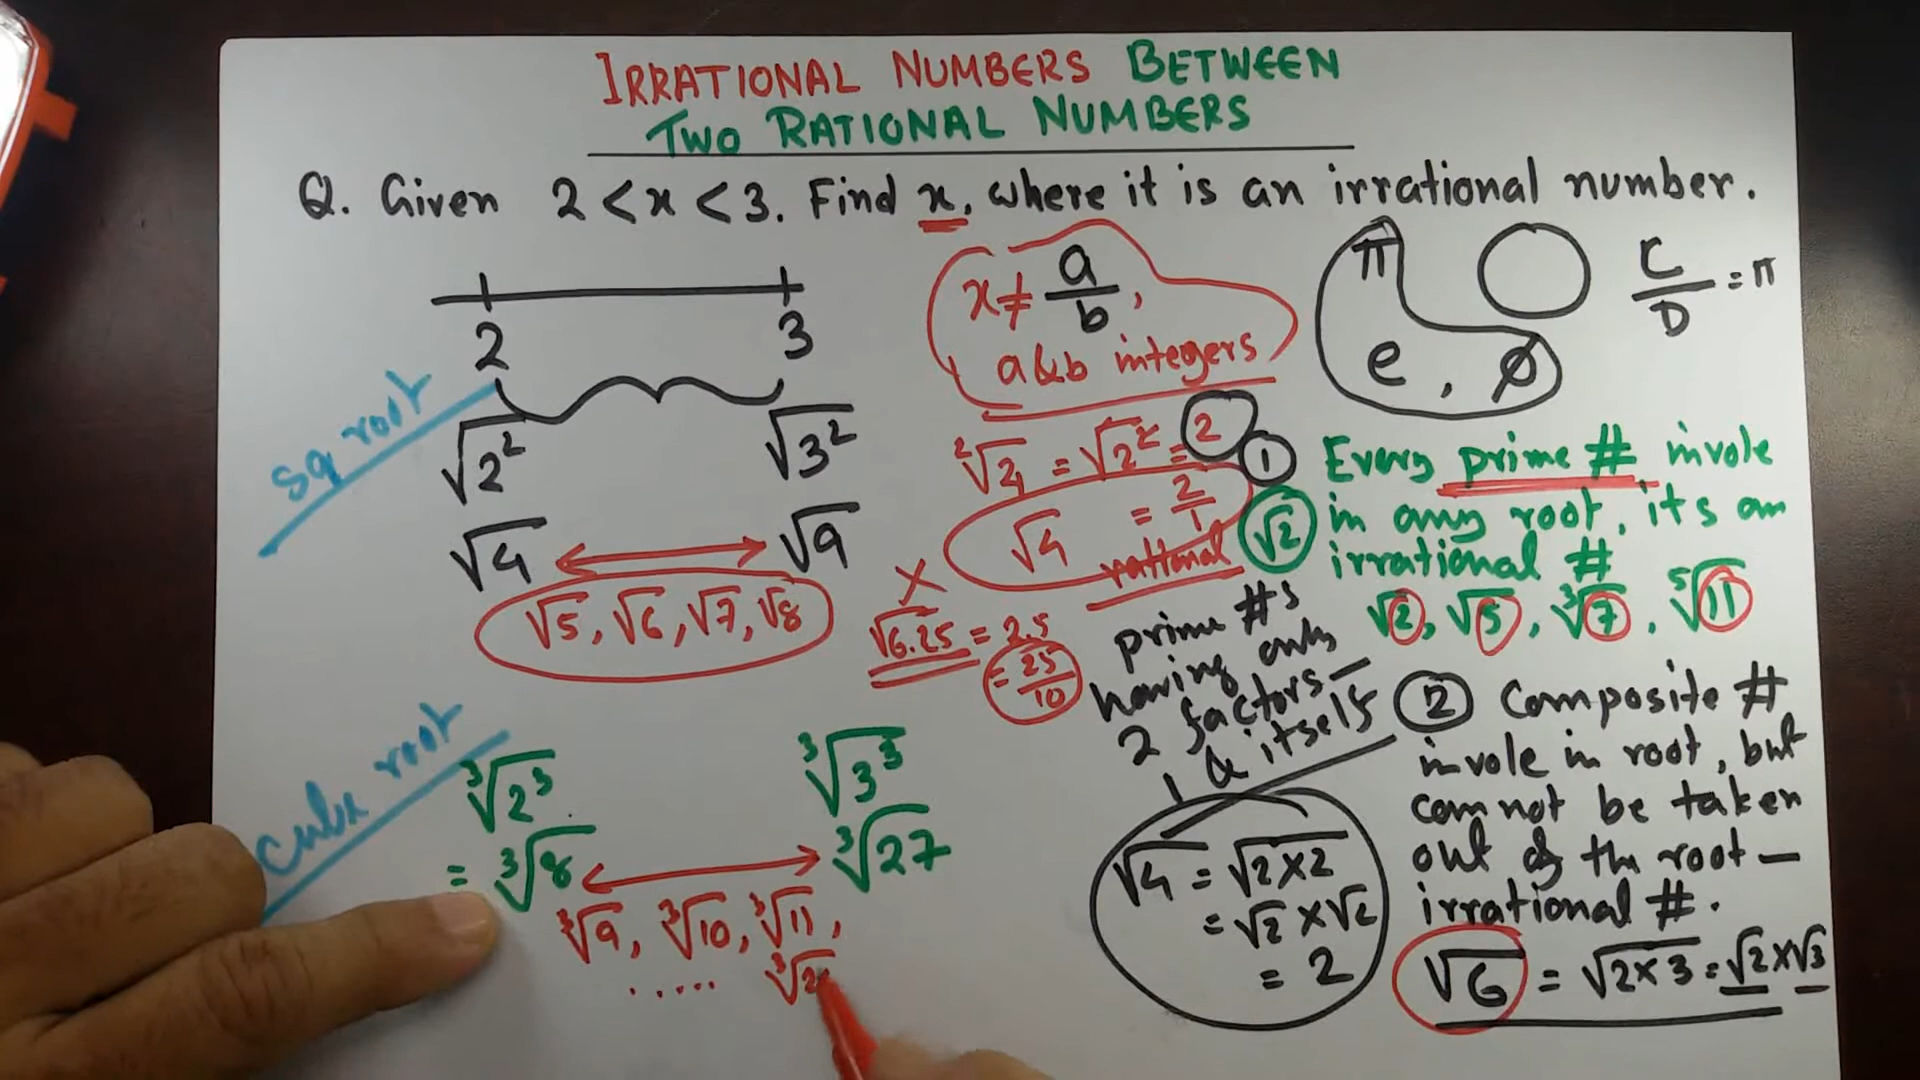 IRRATIONAL NUMBERS BETWEEN
TWO RATIONAL NUMBERS
Q. Given 2 < x < 3. Find x, where it is an irrational number.
2 3
sq root
√2² √3²
√4 √9
√5, √6, √7, √8
x ≠ a/b,
a & b integers
π
e, ø
C/D = π
²√2¹ = √2² = 2
√4 = 2/1
rational
X
√6.25 = 2.5
= 25/10
① Every prime # invole
in any root, its an
irrational #
√2
√2, √5, ³√7, ⁵√11
prime #s
having only
2 factors –
1 & itself
② Composite #
invole in root, but
cannot be taken
out of the root –
irrational #.
√6 = √2×3 = √2 × √3
√4 = √2×2
= √2 × √2
= 2
cube root
³√2³ ³√3³
= ³√8 ³√27
³√9, ³√10, ³√11,
..... ³√2